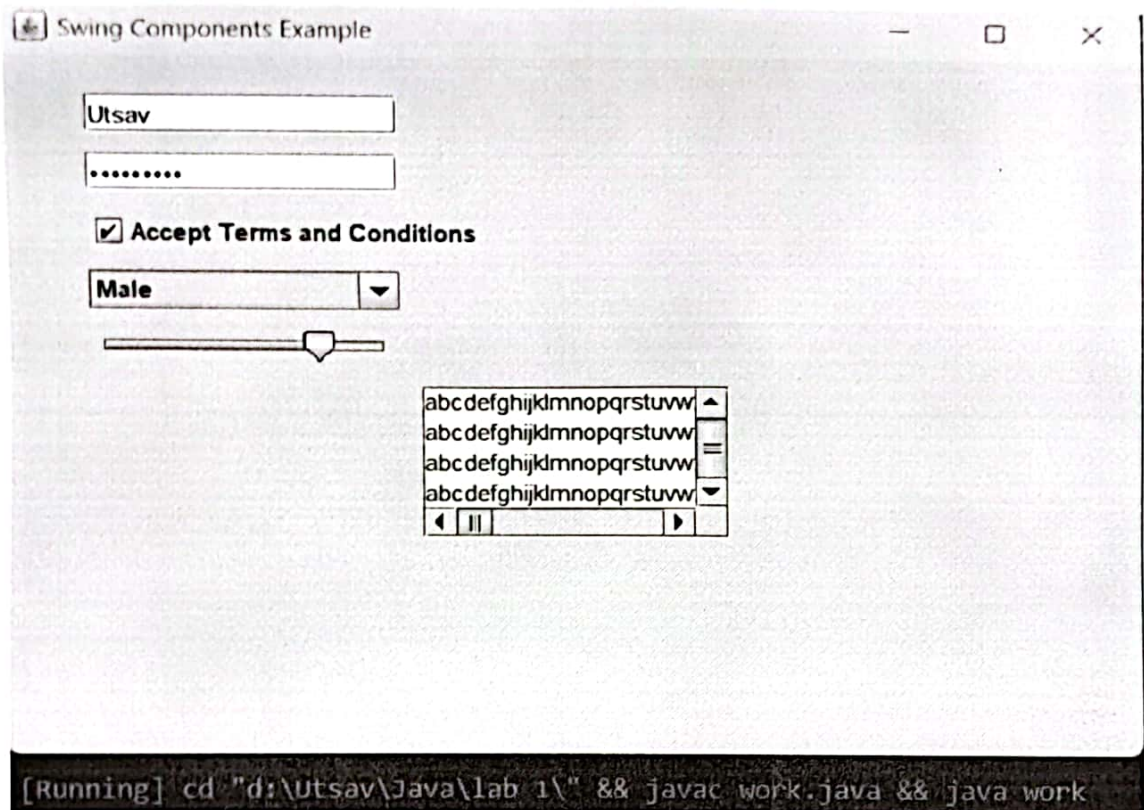 Swing Components Example
Utsav
•••••••••
Accept Terms and Conditions
Male
abcdefghijklmnopqrstuvw
abcdefghijklmnopqrstuvw
abcdefghijklmnopqrstuvw
abcdefghijklmnopqrstuvw
[Running] cd "d:\Utsav\Java\lab 1\" && javac work.java && java work